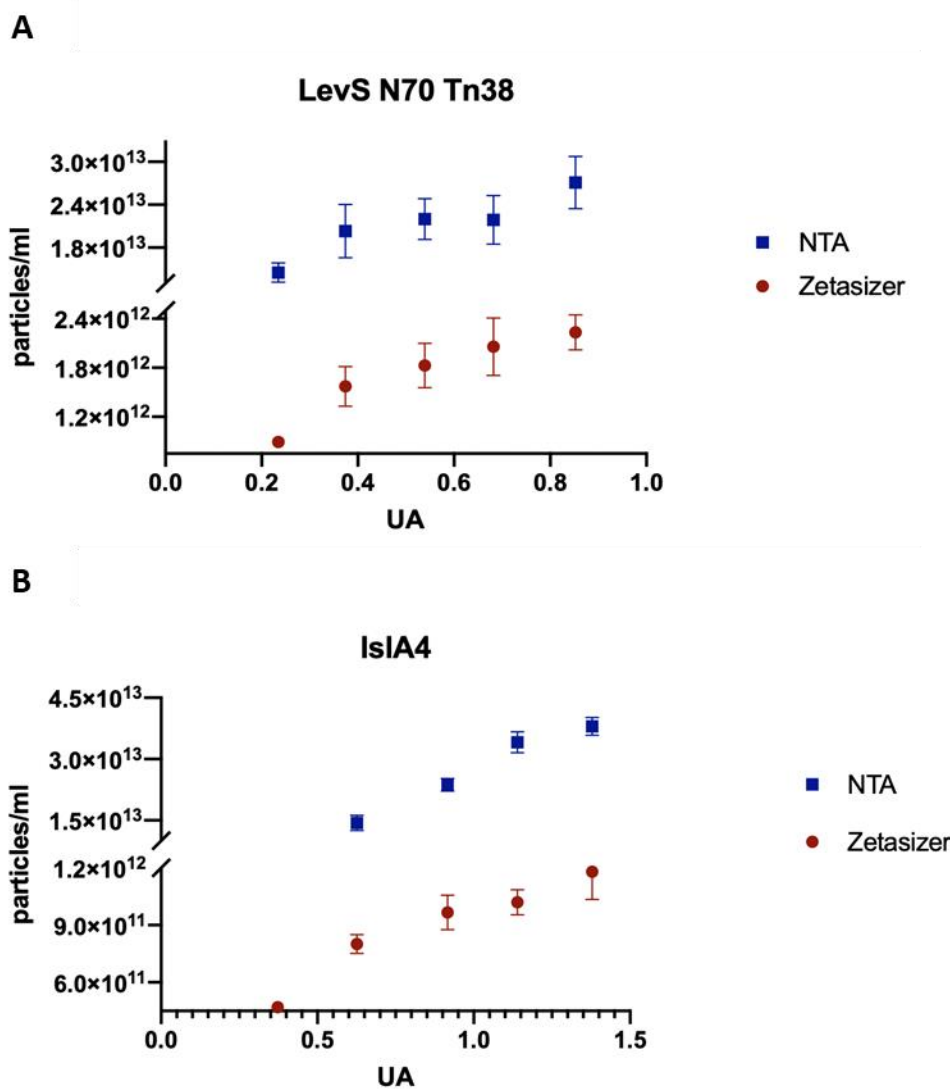 A
LevS N70 Tn38
particles/ml
3.0×10¹³
2.4×10¹³
1.8×10¹³
2.4×10¹²
1.8×10¹²
1.2×10¹²
0.0 0.2 0.4 0.6 0.8 1.0
UA
NTA
Zetasizer
B
IslA4
particles/ml
4.5×10¹³
3.0×10¹³
1.5×10¹³
1.2×10¹²
9.0×10¹¹
6.0×10¹¹
0.0 0.5 1.0 1.5
UA
NTA
Zetasizer